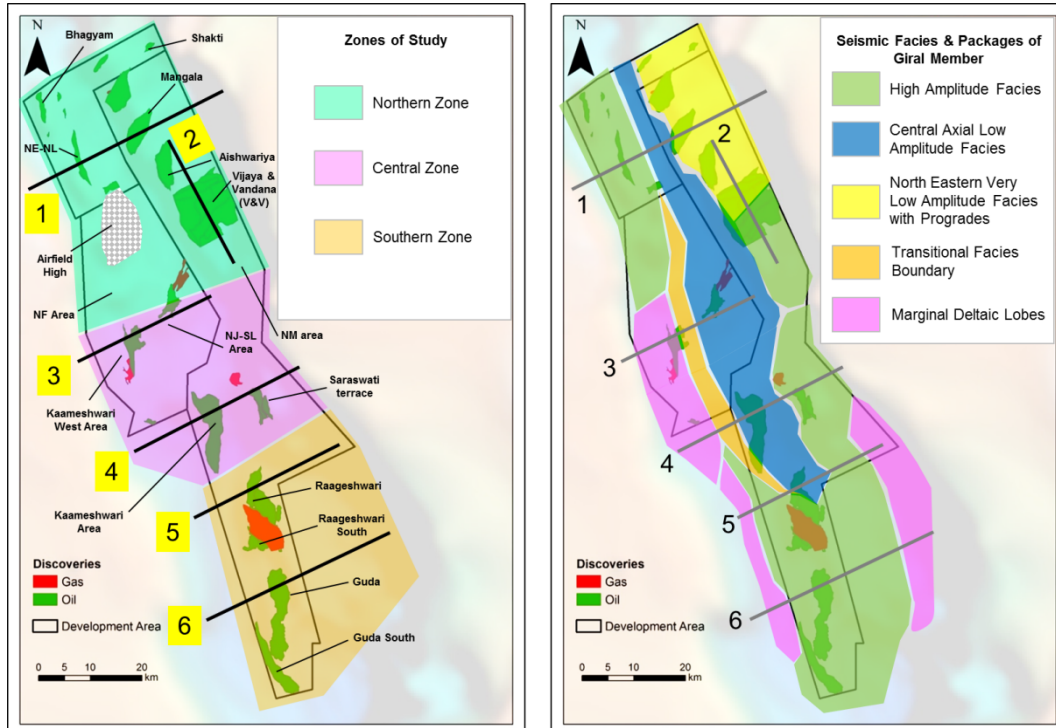 N
Bhagyam
Shakti
Mangala
NE-NL
2
Aishwariya
Vijaya &
Vandana
(V&V)
1
Airfield
High
NF Area
NJ-SL
Area
NM area
3
Kaameshwari
West Area
Saraswati
terrace
4
Kaameshwari
Area
Raageshwari
5
Raageshwari
South
Guda
6
Guda South
Zones of Study
Northern Zone
Central Zone
Southern Zone
Discoveries
Gas
Oil
Development Area
0 5 10 20
km
N
2
1
3
4
5
6
Seismic Facies & Packages of
Giral Member
High Amplitude Facies
Central Axial Low
Amplitude Facies
North Eastern Very
Low Amplitude Facies
with Progrades
Transitional Facies
Boundary
Marginal Deltaic Lobes
Discoveries
Gas
Oil
Development Area
0 5 10 20
km